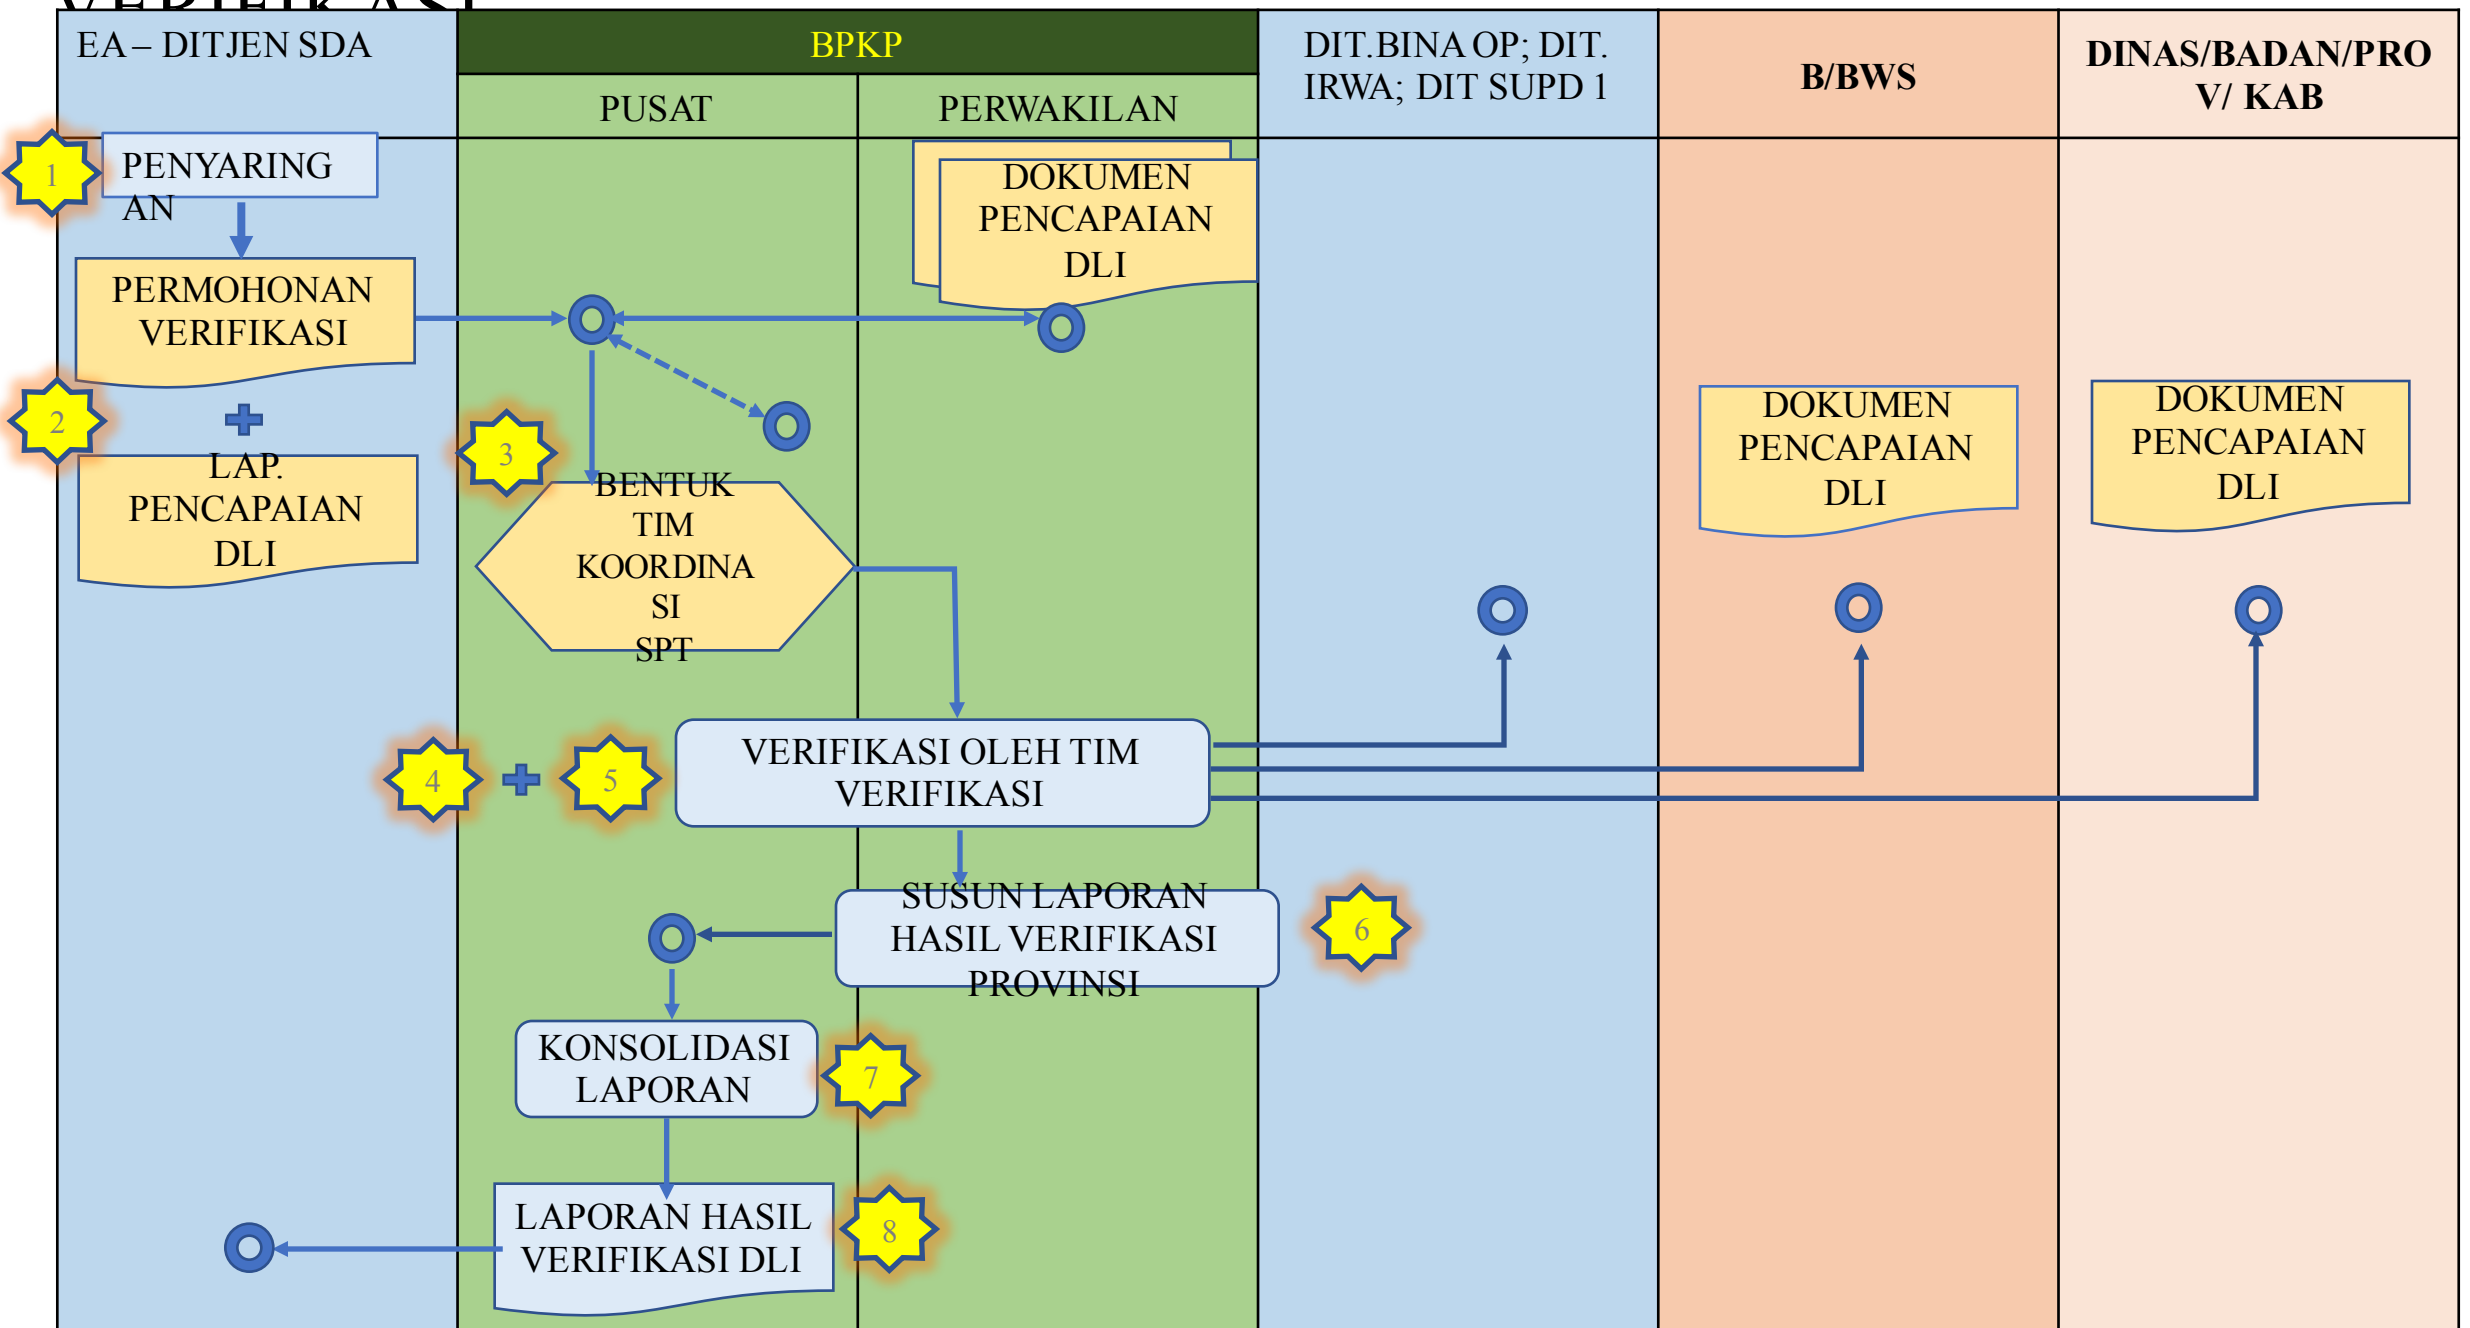 VERIFIKASI
EA – DITJEN SDA
BPKP
PUSAT
PERWAKILAN
DIT.BINA OP; DIT.
IRWA; DIT SUPD 1
B/BWS
DINAS/BADAN/PRO
V/ KAB
1
PENYARING
AN
DOKUMEN
PENCAPAIAN
DLI
PERMOHONAN
VERIFIKASI
2
LAP.
PENCAPAIAN
DLI
3
BENTUK
TIM
KOORDINA
SI
SPT
DOKUMEN
PENCAPAIAN
DLI
DOKUMEN
PENCAPAIAN
DLI
4
5
VERIFIKASI OLEH TIM
VERIFIKASI
SUSUN LAPORAN
HASIL VERIFIKASI
PROVINSI
6
KONSOLIDASI
LAPORAN
7
LAPORAN HASIL
VERIFIKASI DLI
8